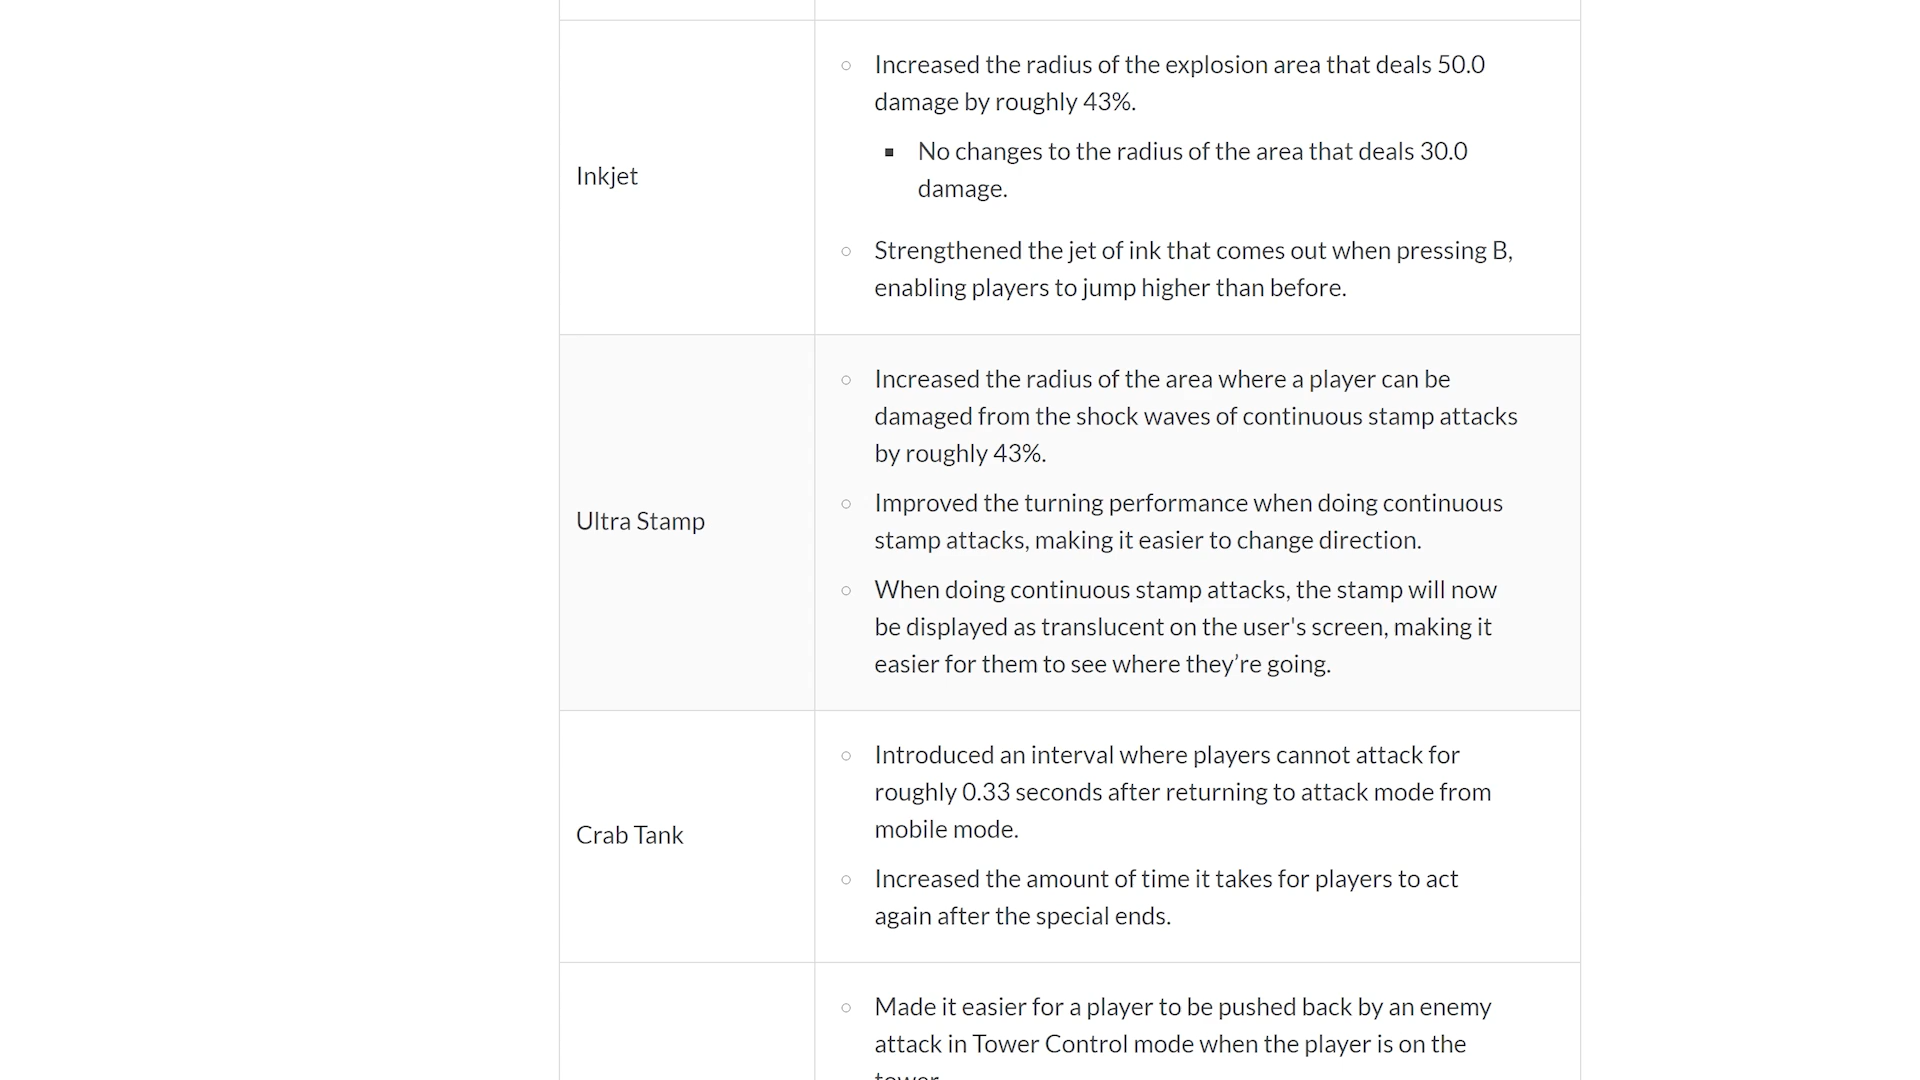 Inkjet
Increased the radius of the explosion area that deals 50.0
damage by roughly 43%.
No changes to the radius of the area that deals 30.0
damage.
Strengthened the jet of ink that comes out when pressing B,
enabling players to jump higher than before.
Ultra Stamp
Increased the radius of the area where a player can be
damaged from the shock waves of continuous stamp attacks
by roughly 43%.
Improved the turning performance when doing continuous
stamp attacks, making it easier to change direction.
When doing continuous stamp attacks, the stamp will now
be displayed as translucent on the user's screen, making it
easier for them to see where they’re going.
Crab Tank
Introduced an interval where players cannot attack for
roughly 0.33 seconds after returning to attack mode from
mobile mode.
Increased the amount of time it takes for players to act
again after the special ends.
Made it easier for a player to be pushed back by an enemy
attack in Tower Control mode when the player is on the
tower.